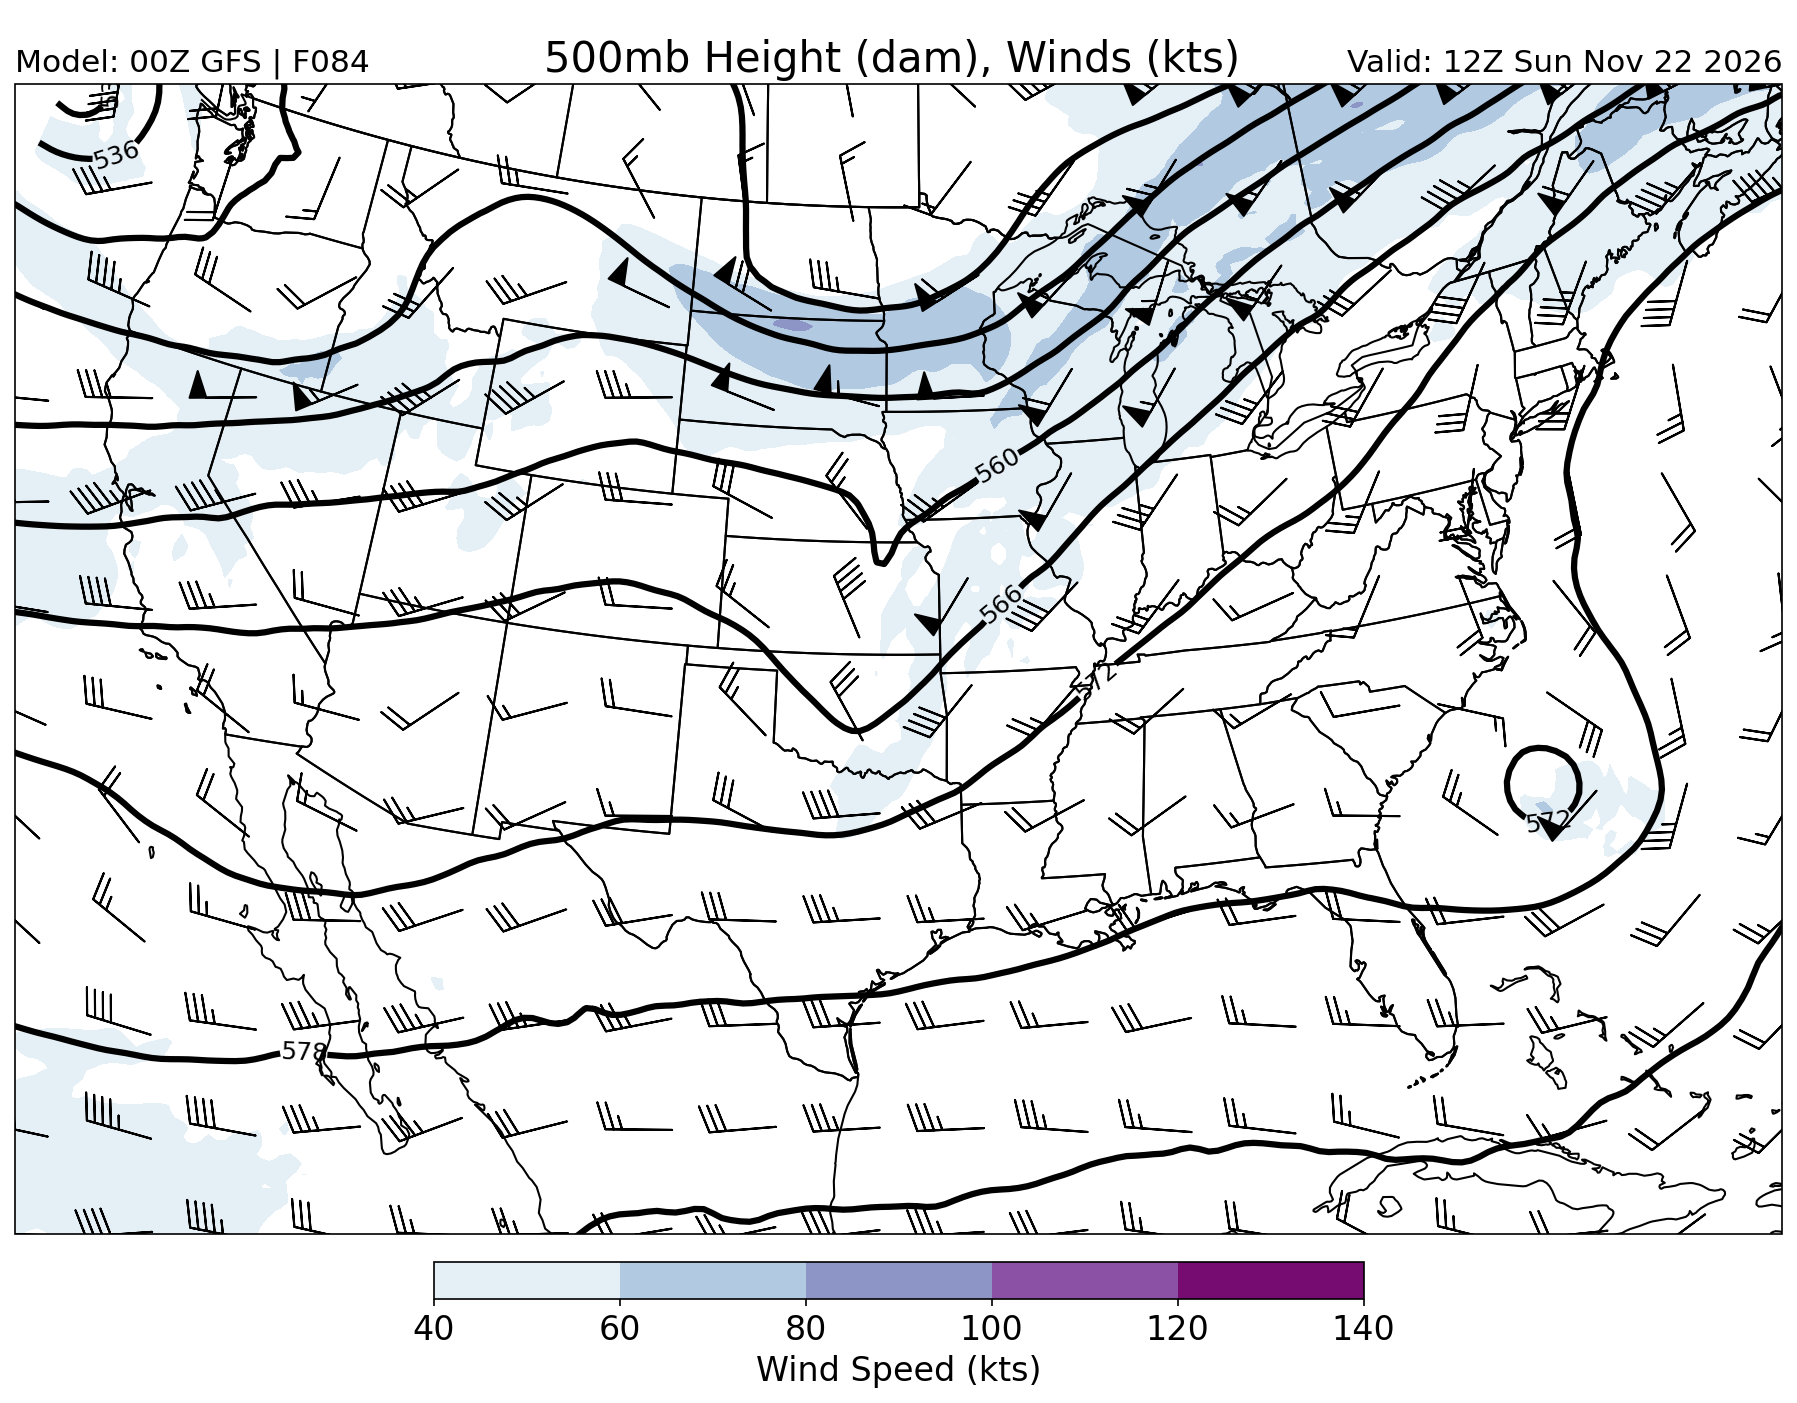 Model: 00Z GFS | F084
500mb Height (dam), Winds (kts)
Valid: 12Z Sun Nov 22 2026
536
560
566
572
572
578
40 60 80 100 120 140
Wind Speed (kts)